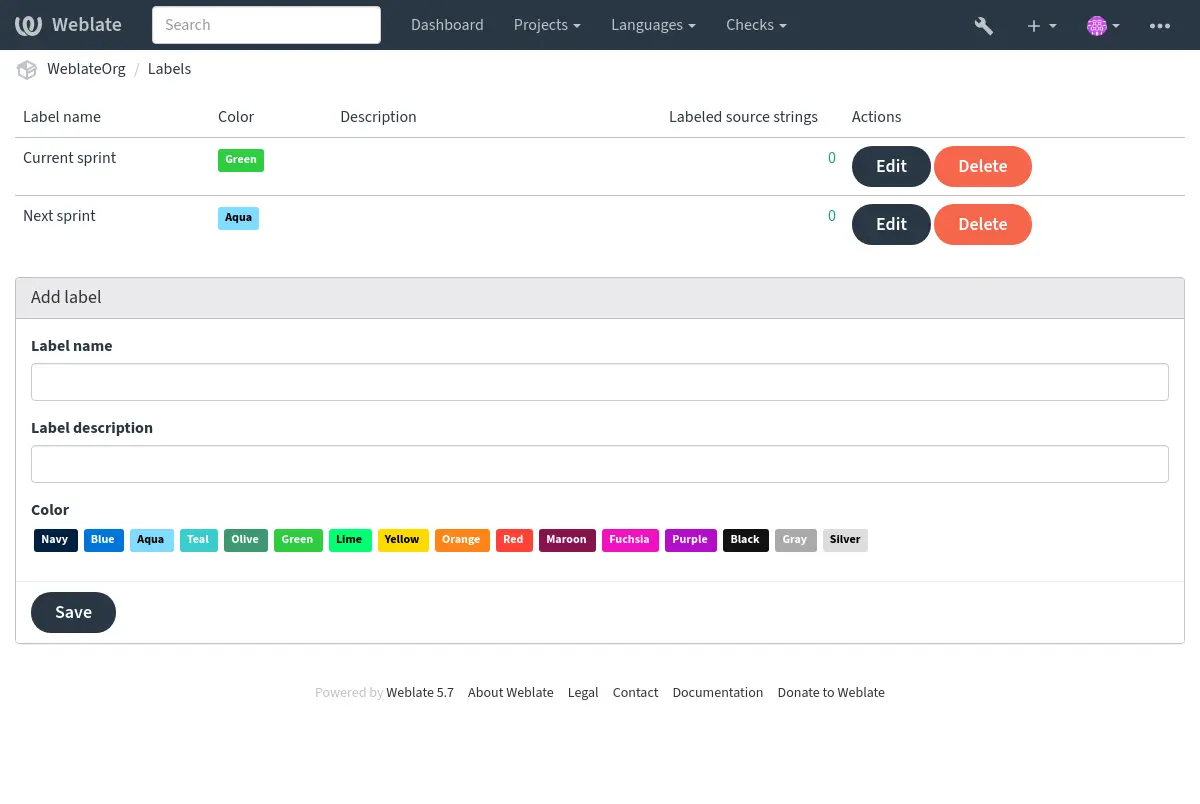 Weblate Search Dashboard Projects Languages Checks
WeblateOrg / Labels
Label name Color Description Labeled source strings Actions
Current sprint Green 0 Edit Delete
Next sprint Aqua 0 Edit Delete
Add label
Label name
Label description
Color
Navy Blue Aqua Teal Olive Green Lime Yellow Orange Red Maroon Fuchsia Purple Black Gray Silver
Save
Powered by Weblate 5.7 About Weblate Legal Contact Documentation Donate to Weblate